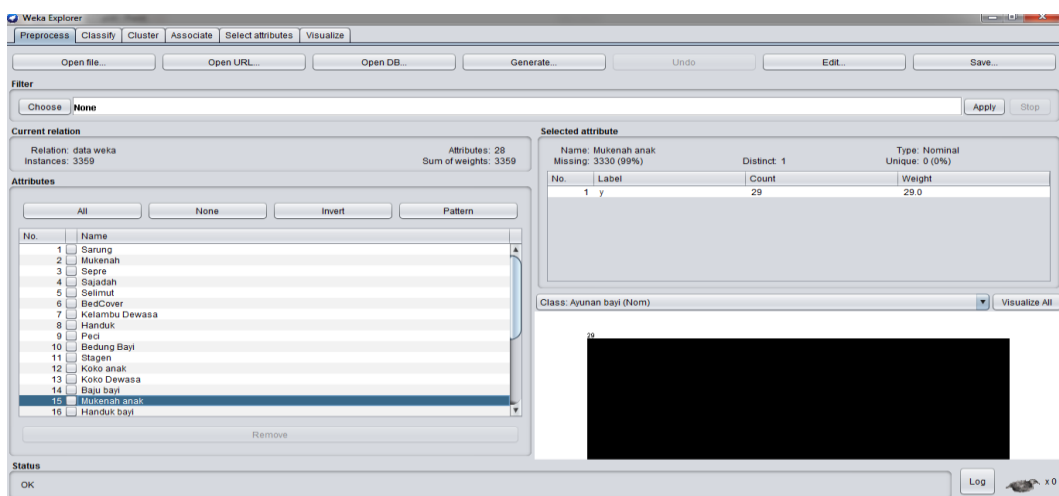 Weka Explorer
Preprocess Classify Cluster Associate Select attributes Visualize
Open file... Open URL... Open DB... Generate... Undo Edit... Save...
Filter
Choose None Apply Stop
Current relation
Relation: data weka Attributes: 28
Instances: 3359 Sum of weights: 3359
Attributes
All None Invert Pattern
No. Name
1 Sarung
2 Mukenah
3 Sepre
4 Sajadah
5 Selimut
6 BedCover
7 Kelambu Dewasa
8 Handuk
9 Peci
10 Bedung Bayi
11 Stagen
12 Koko anak
13 Koko Dewasa
14 Baju bayi
15 Mukenah anak
16 Handuk bayi
Remove
Selected attribute
Name: Mukenah anak Type: Nominal
Missing: 3330 (99%) Distinct: 1 Unique: 0 (0%)
No. Label Count Weight
1 y 29 29.0
Class: Ayunan bayi (Nom) Visualize All
29
Status
OK Log x 0